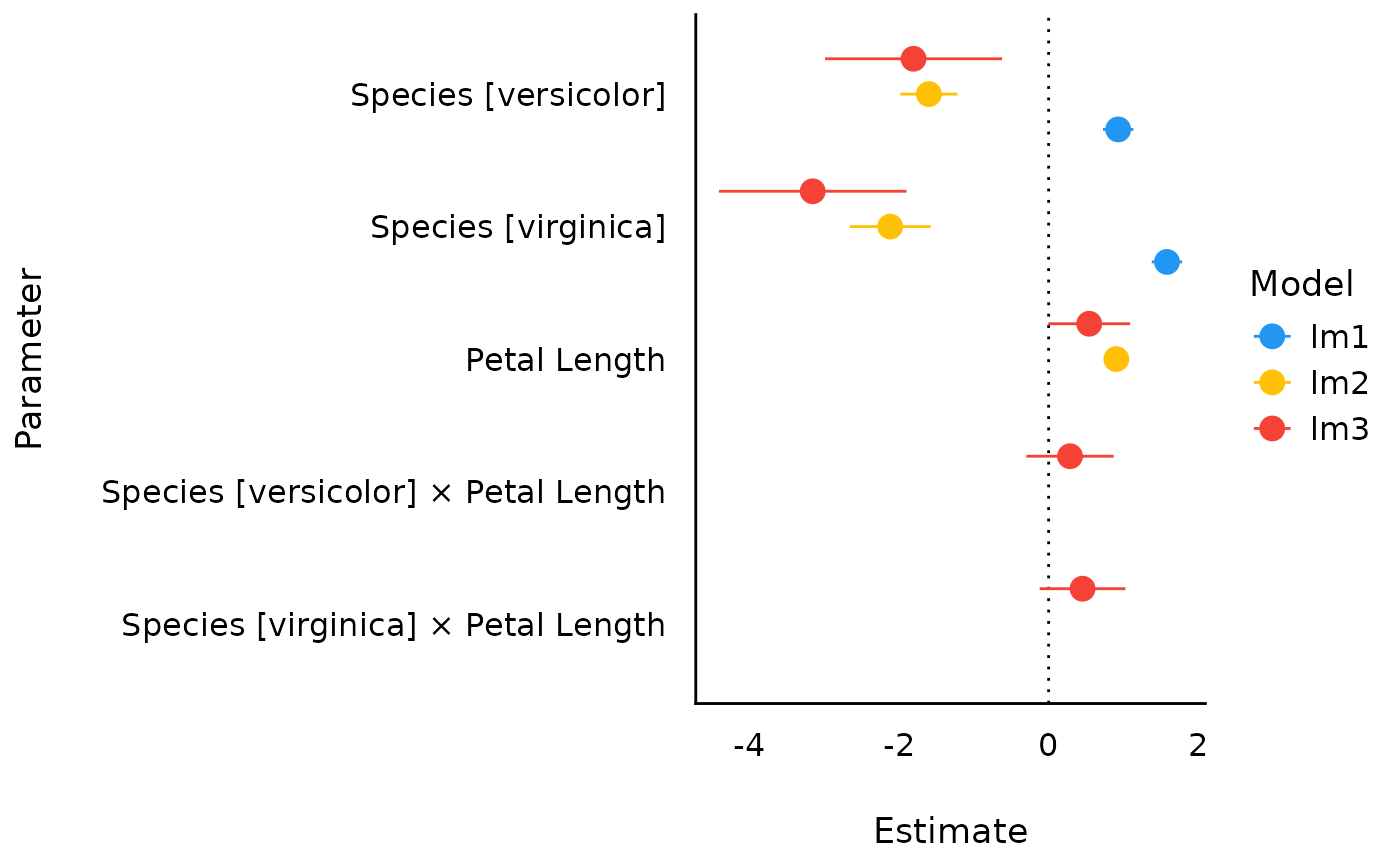 Parameter
Species [versicolor]
Species [virginica]
Petal Length
Species [versicolor] × Petal Length
Species [virginica] × Petal Length
-4 -2 0 2
Estimate
Model
lm1
lm2
lm3